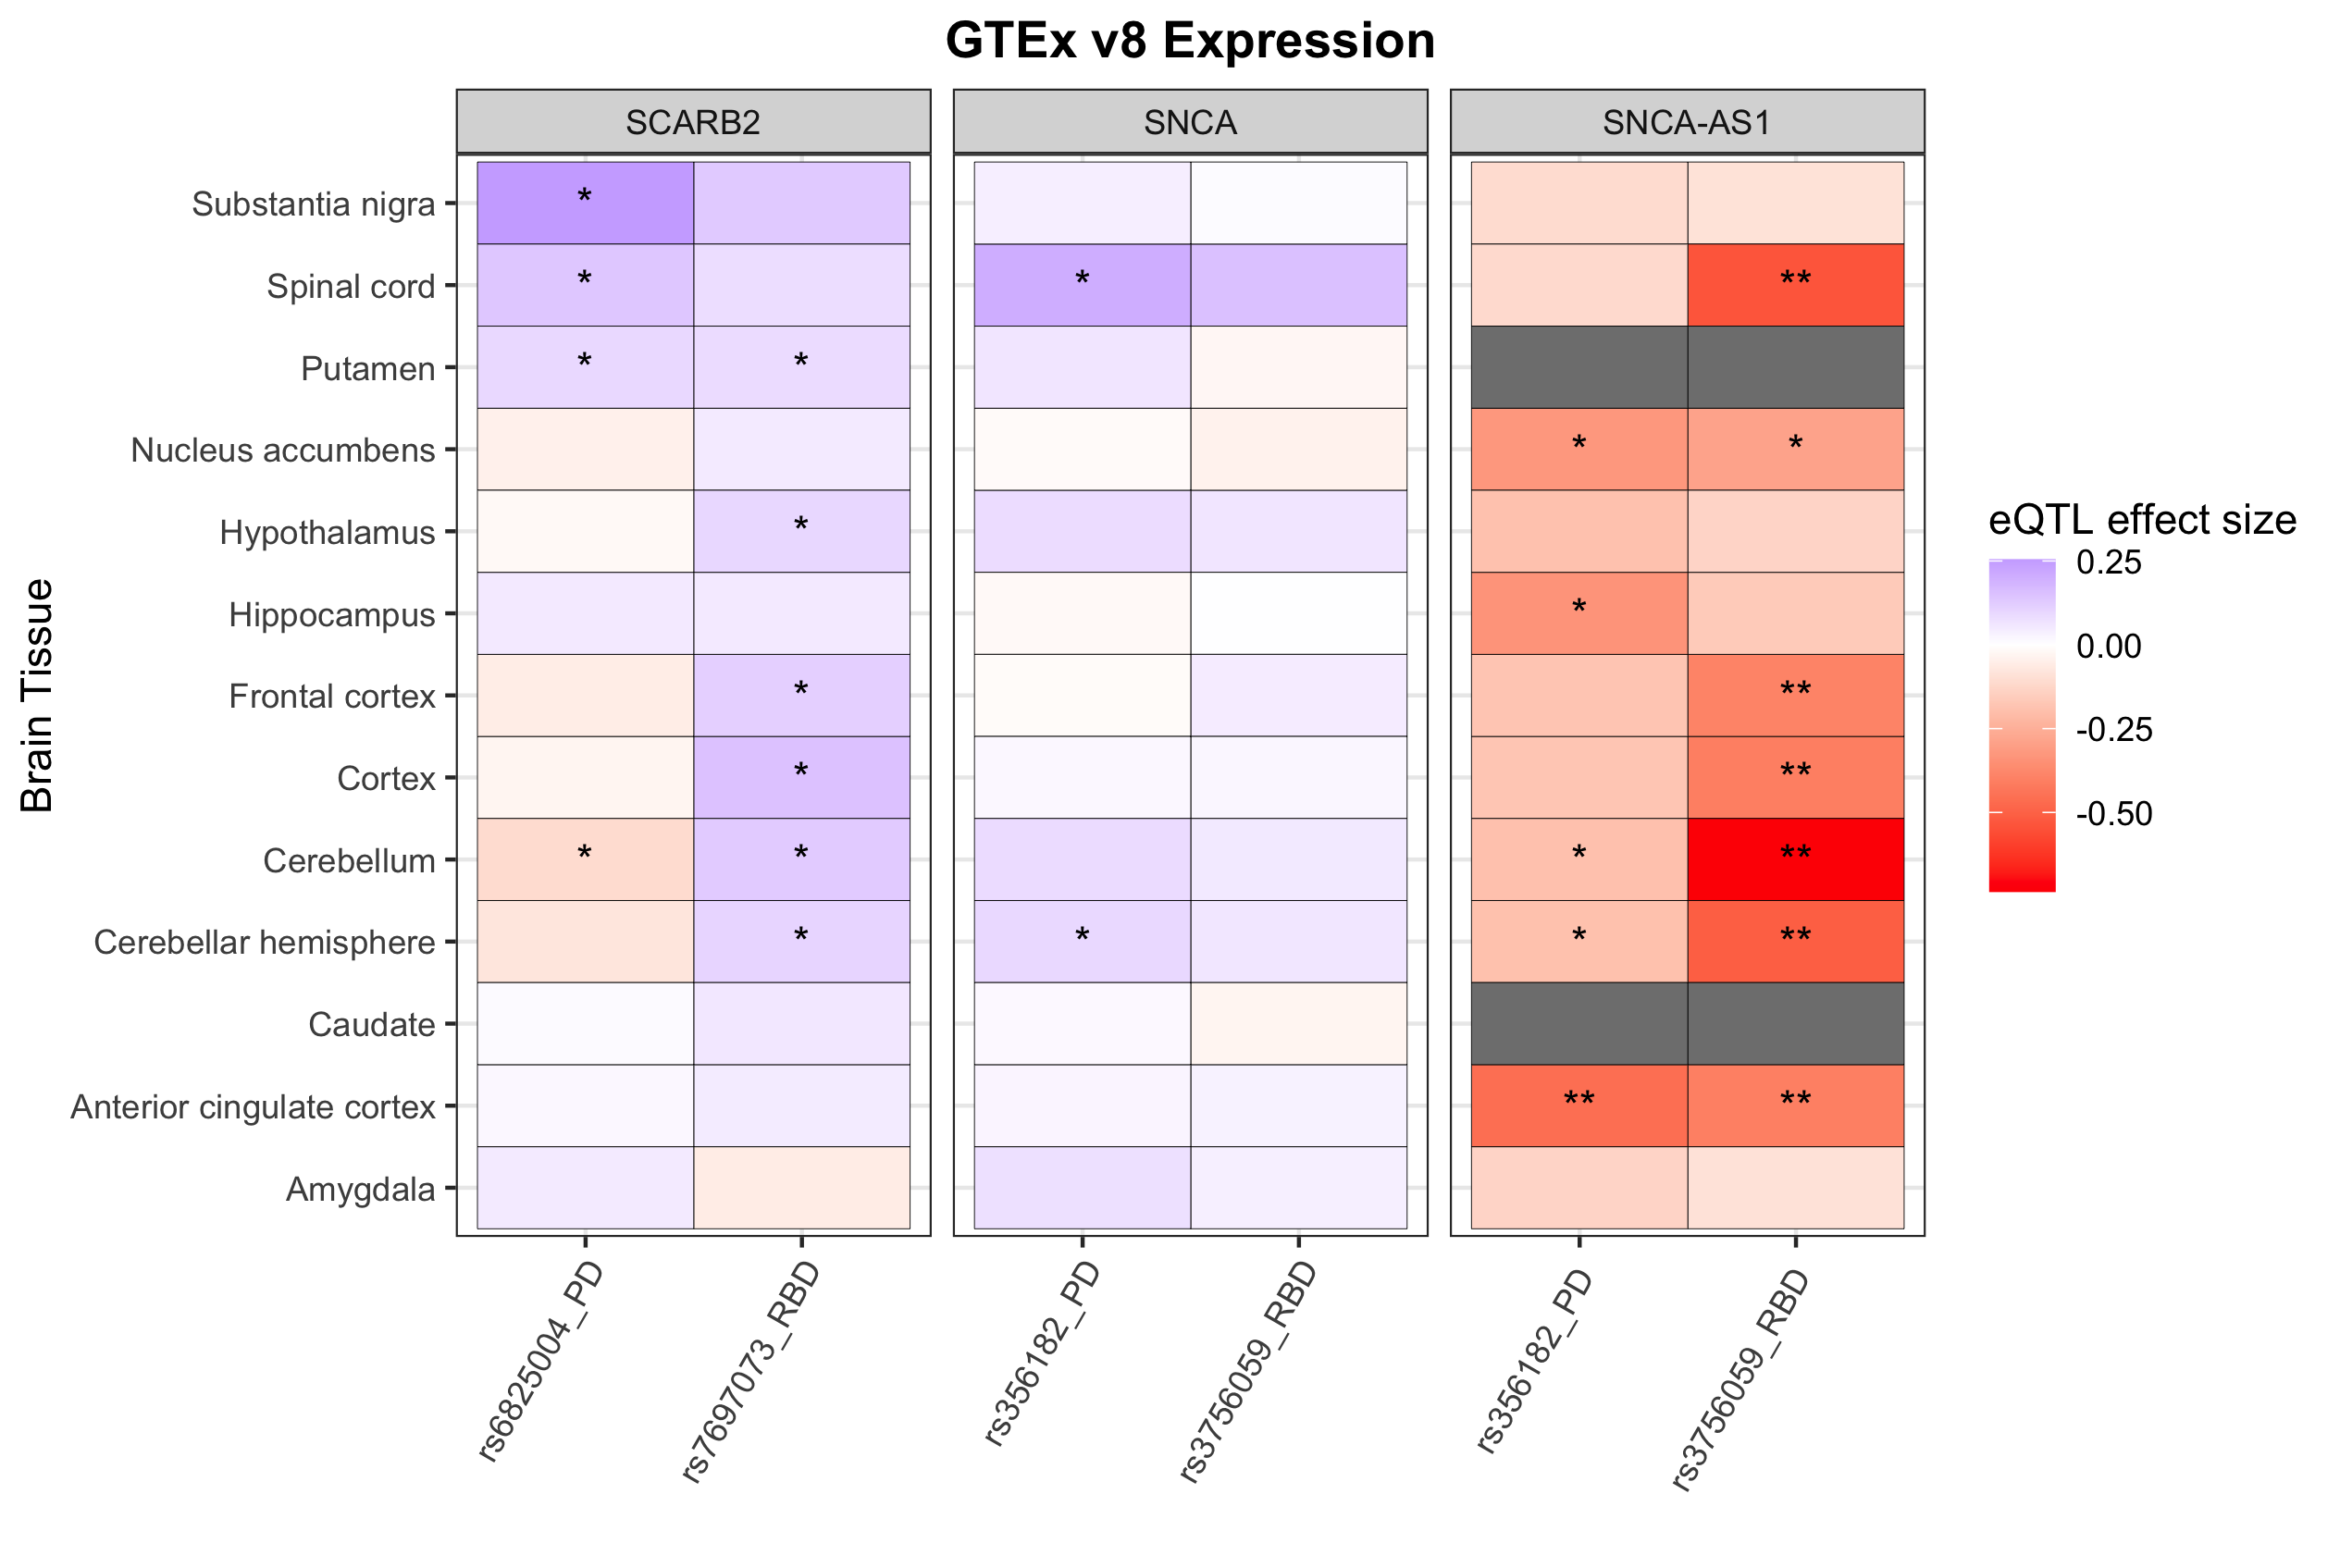 GTEx v8 Expression
SCARB2
SNCA
SNCA-AS1
Brain Tissue
Substantia nigra
* 
Spinal cord
* * **
Putamen
* *
Nucleus accumbens
* *
Hypothalamus
*
Hippocampus
*
Frontal cortex
* **
Cortex
* **
Cerebellum
* * * **
Cerebellar hemisphere
* * * **
Caudate
Anterior cingulate cortex
** **
Amygdala
rs6825004_PD
rs7697073_RBD
rs356182_PD
rs3756059_RBD
rs356182_PD
rs3756059_RBD
eQTL effect size
0.25
0.00
-0.25
-0.50